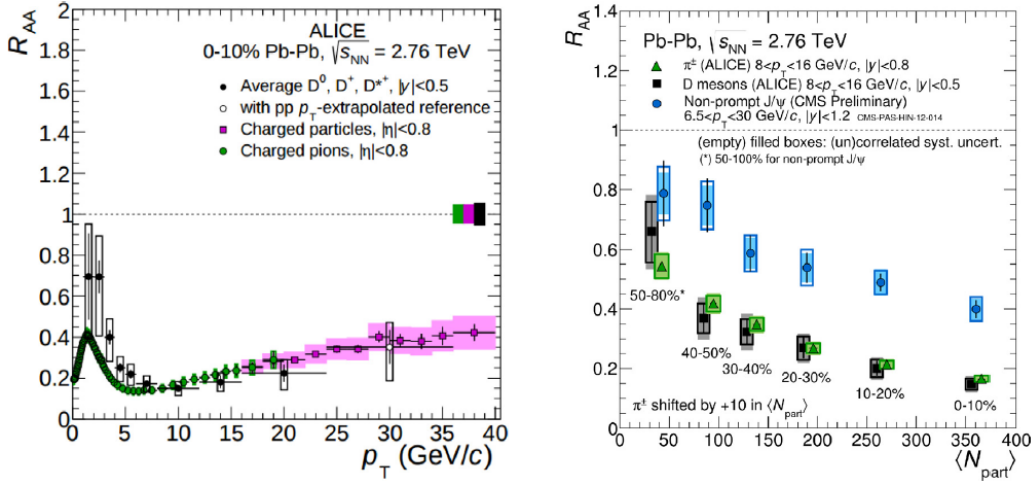 R_AA
2
1.8
1.6
1.4
1.2
1
0.8
0.6
0.4
0.2
0
ALICE
0-10% Pb-Pb, √s_NN = 2.76 TeV
Average D⁰, D⁺, D*⁺, |y|<0.5
with pp p_T-extrapolated reference
Charged particles, |η|<0.8
Charged pions, |η|<0.8
0 5 10 15 20 25 30 35 40
p_T (GeV/c)
R_AA
1.4
1.2
1
0.8
0.6
0.4
0.2
0
Pb-Pb, √s_NN = 2.76 TeV
π± (ALICE) 8<p_T<16 GeV/c, |y|<0.8
D mesons (ALICE) 8<p_T<16 GeV/c, |y|<0.5
Non-prompt J/ψ (CMS Preliminary)
6.5<p_T<30 GeV/c, |y|<1.2 CMS-PAS-HIN-12-014
(empty) filled boxes: (un)correlated syst. uncert.
(*) 50-100% for non-prompt J/ψ
50-80%*
40-50%
30-40%
20-30%
10-20%
0-10%
π± shifted by +10 in ⟨N_part⟩
0 50 100 150 200 250 300 350 400
⟨N_part⟩